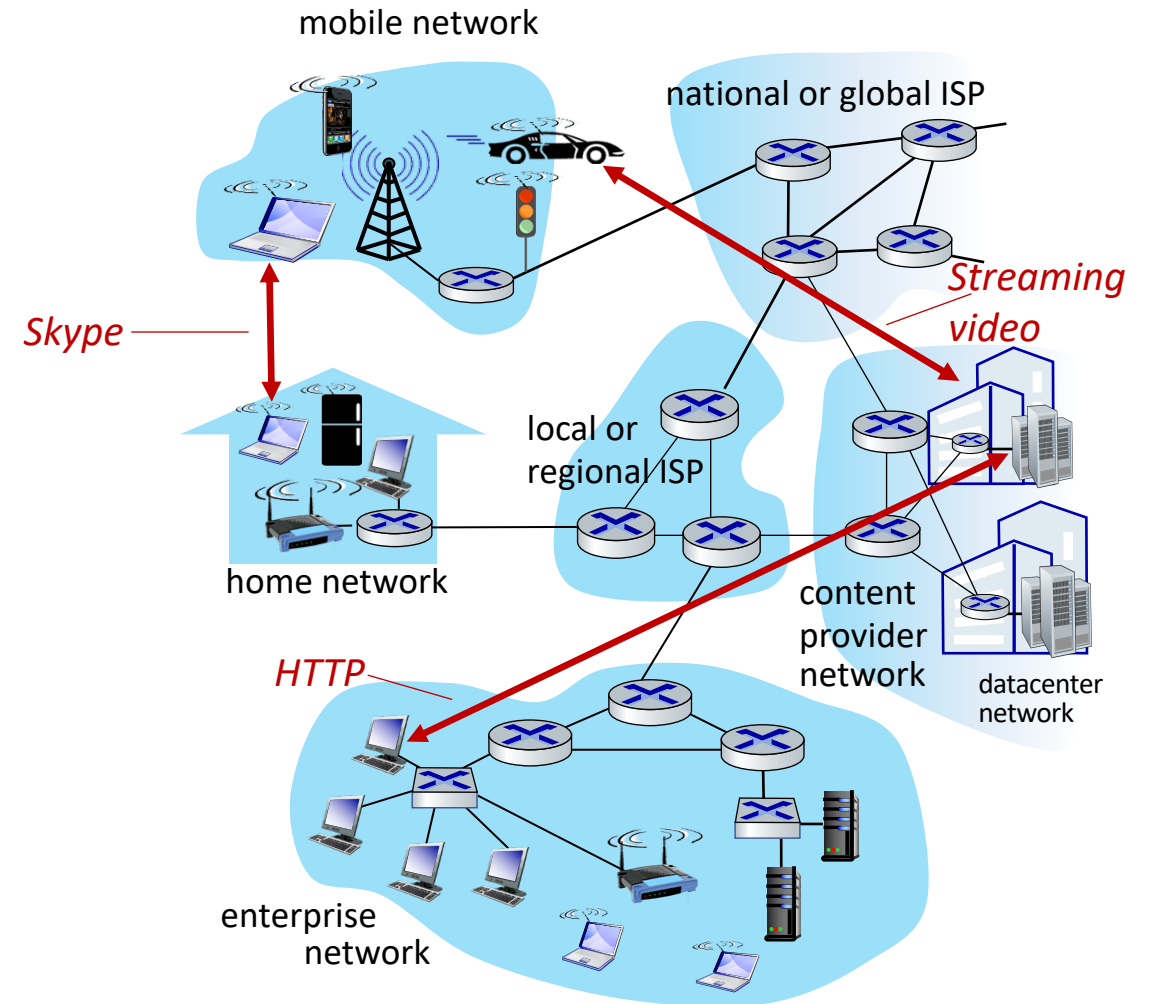 mobile network
national or global ISP
Streaming
video
Skype
local or
regional ISP
home network
content
provider
network
datacenter
network
HTTP
enterprise
network